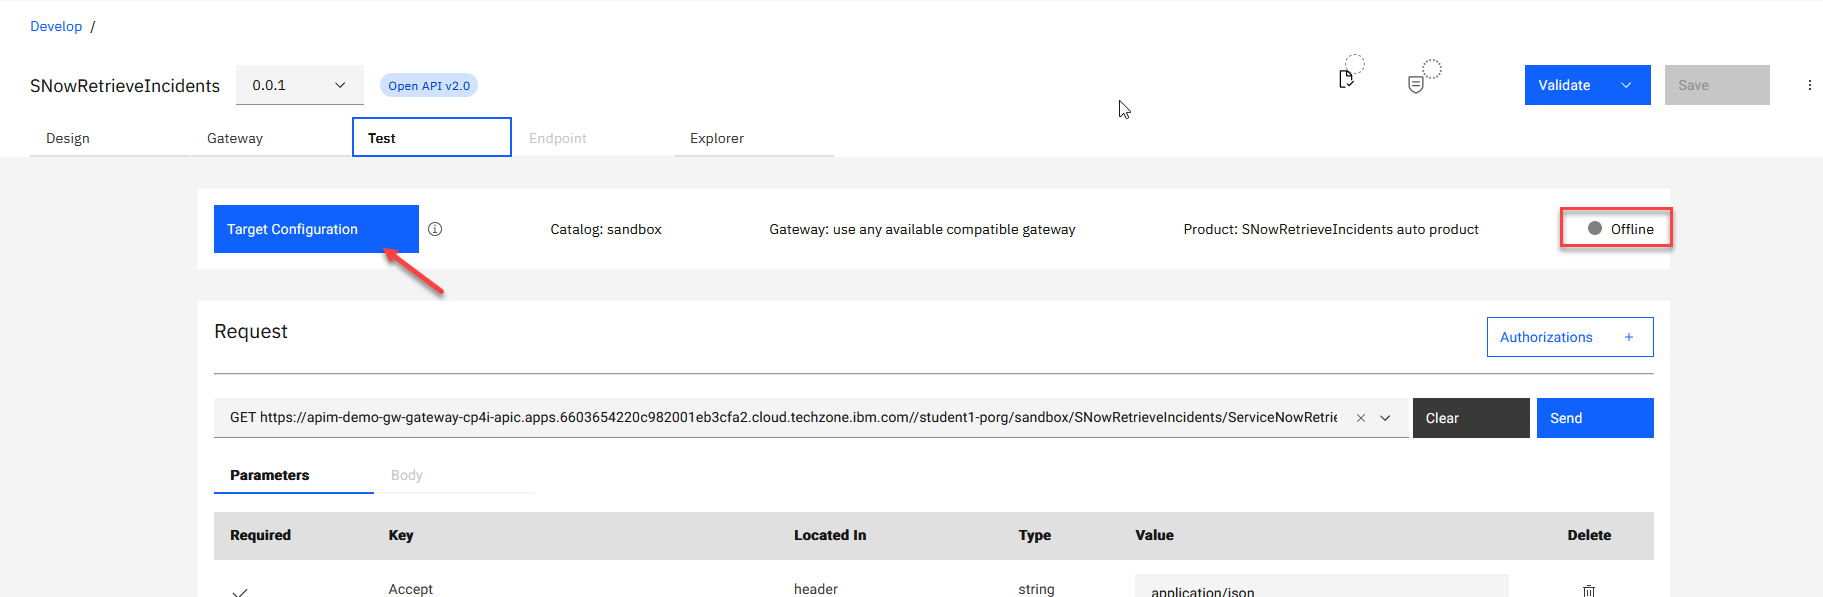 Develop /
SNowRetrieveIncidents 0.0.1 Open API v2.0 Validate Save
Design Gateway Test Endpoint Explorer
Target Configuration Catalog: sandbox Gateway: use any available compatible gateway Product: SNowRetrieveIncidents auto product Offline
Request Authorizations +
GET https://apim-demo-gw-gateway-cp4i-apic.apps.6603654220c982001eb3cfa2.cloud.techzone.ibm.com//student1-porg/sandbox/SNowRetrieveIncidents/ServiceNowRetrie Clear Send
Parameters Body
Required Key Located In Type Value Delete
Accept header string application/json